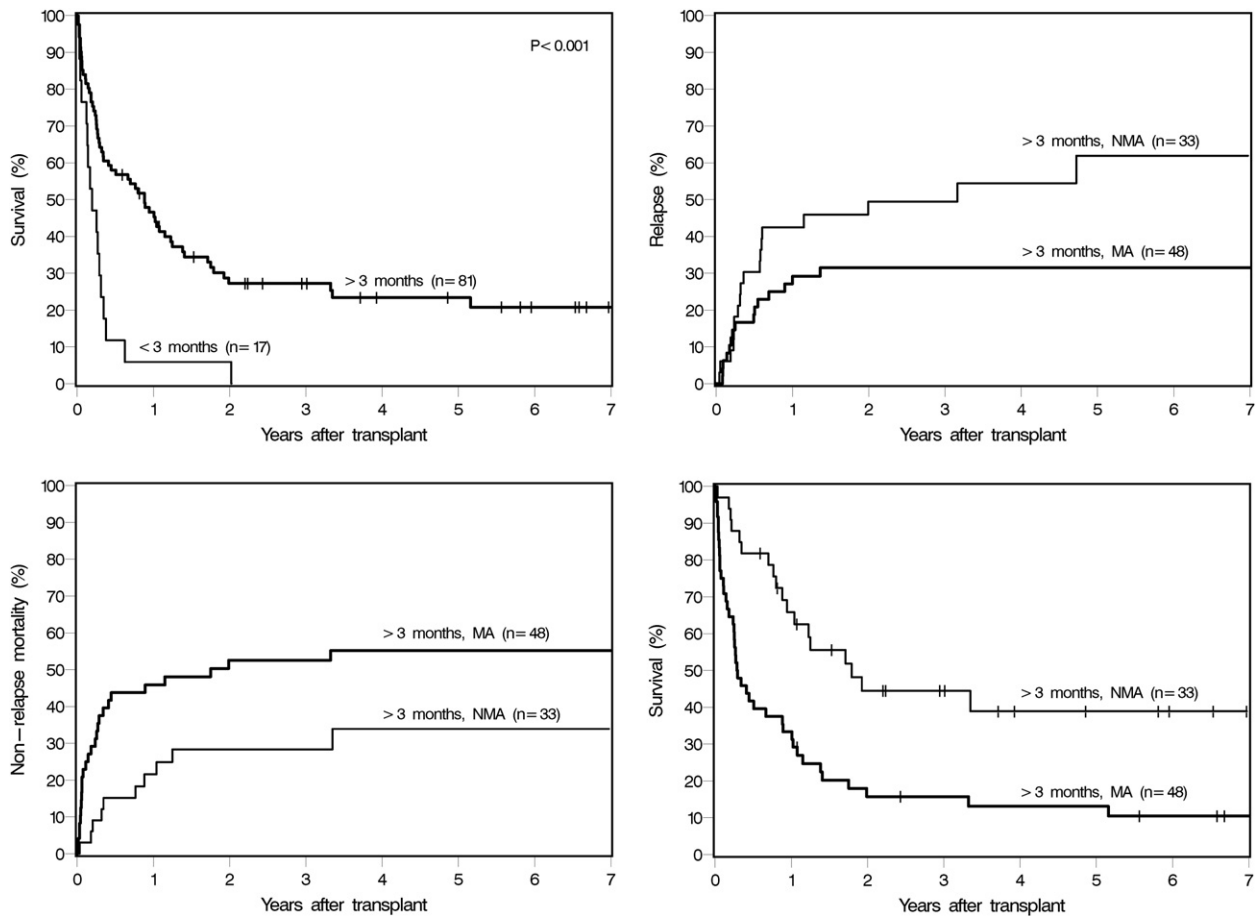 100
90
80
70
60
50
40
30
20
10
0
Survival (%)
P< 0.001
> 3 months (n= 81)
< 3 months (n= 17)
0 1 2 3 4 5 6 7
Years after transplant
100
90
80
70
60
50
40
30
20
10
0
Relapse (%)
> 3 months, NMA (n= 33)
> 3 months, MA (n= 48)
0 1 2 3 4 5 6 7
Years after transplant
100
90
80
70
60
50
40
30
20
10
0
Non−relapse mortality (%)
> 3 months, MA (n= 48)
> 3 months, NMA (n= 33)
0 1 2 3 4 5 6 7
Years after transplant
100
90
80
70
60
50
40
30
20
10
0
Survival (%)
> 3 months, NMA (n= 33)
> 3 months, MA (n= 48)
0 1 2 3 4 5 6 7
Years after transplant